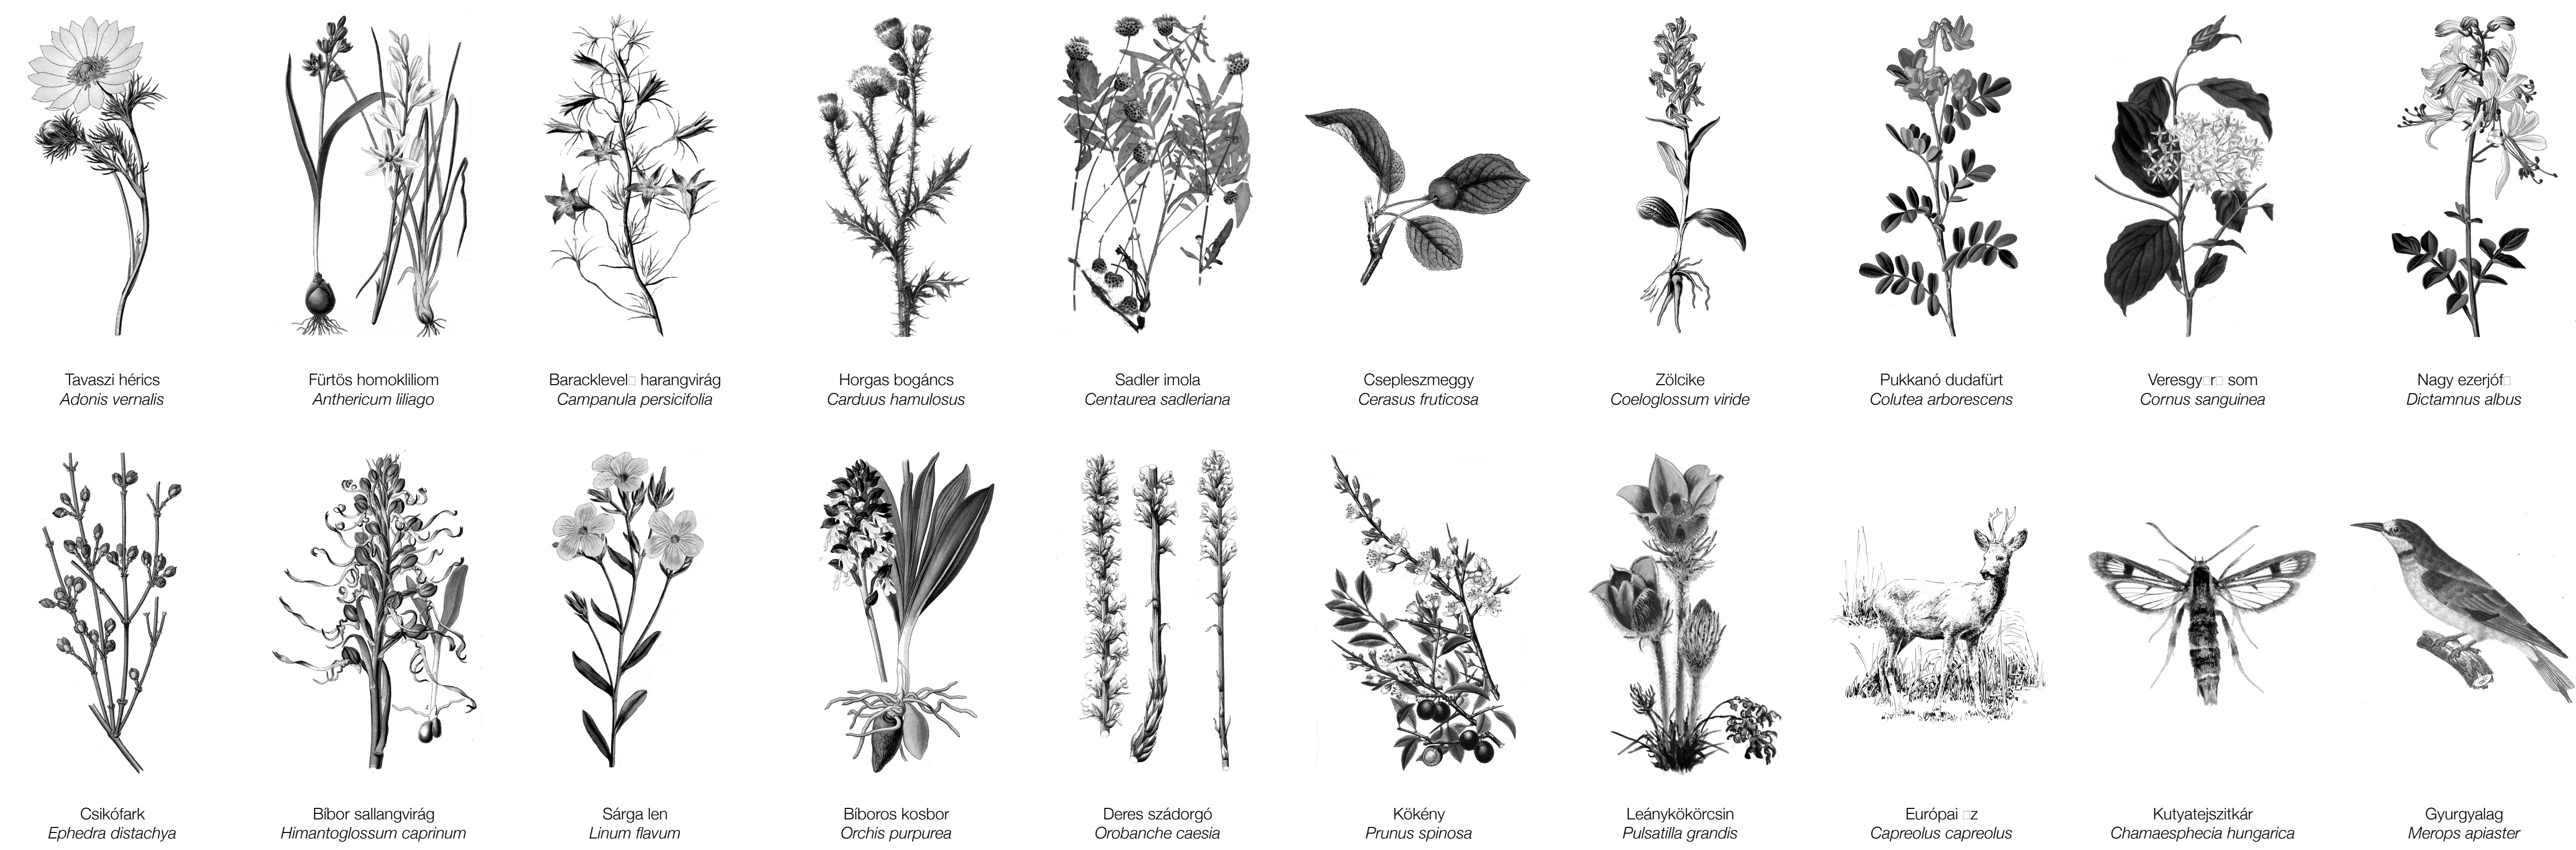 Tavaszi hérics
Adonis vernalis
Fürtös homokliliom
Anthericum liliago
Baracklevel□ harangvirág
Campanula persicifolia
Horgas bogáncs
Carduus hamulosus
Sadler imola
Centaurea sadleriana
Csepleszmeggy
Cerasus fruticosa
Zölcike
Coeloglossum viride
Pukkanó dudafürt
Colutea arborescens
Veresgy□r□ som
Cornus sanguinea
Nagy ezerjóf□
Dictamnus albus
Csikófark
Ephedra distachya
Bíbor sallangvirág
Himantoglossum caprinum
Sárga len
Linum flavum
Bíboros kosbor
Orchis purpurea
Deres szádorgó
Orobanche caesia
Kökény
Prunus spinosa
Leánykökörcsin
Pulsatilla grandis
Európai □z
Capreolus capreolus
Kutyatejszitkár
Chamaesphecia hungarica
Gyurgyalag
Merops apiaster